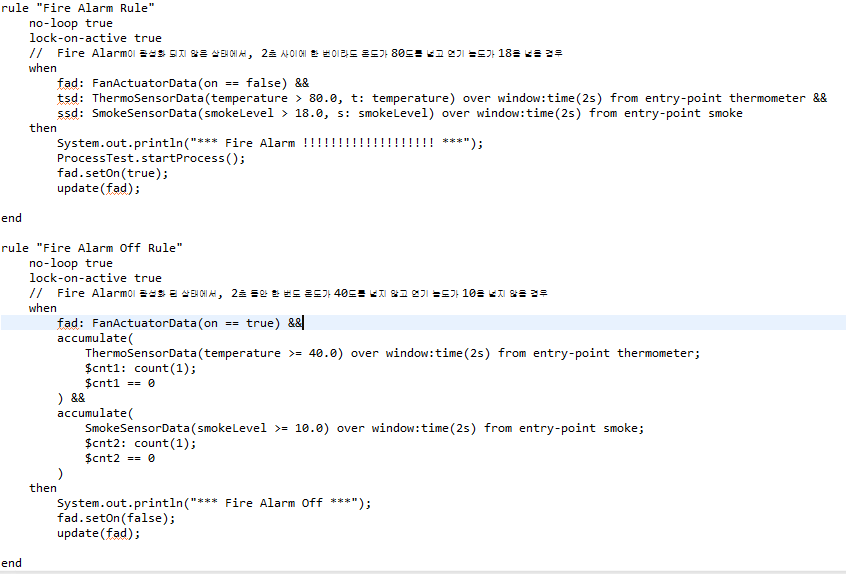 rule "Fire Alarm Rule"
no-loop true
lock-on-active true
// Fire Alarm이 활성화 되지 않은 상태에서, 2초 사이에 한 번이라도 온도가 80도를 넘고 연기 농도가 18을 넘을 경우
when
fad: FanActuatorData(on == false) &&
tsd: ThermoSensorData(temperature > 80.0, t: temperature) over window:time(2s) from entry-point thermometer &&
ssd: SmokeSensorData(smokeLevel > 18.0, s: smokeLevel) over window:time(2s) from entry-point smoke
then
System.out.println("*** Fire Alarm !!!!!!!!!!!!!!!!!!! ***");
ProcessTest.startProcess();
fad.setOn(true);
update(fad);
end
rule "Fire Alarm Off Rule"
no-loop true
lock-on-active true
// Fire Alarm이 활성화 된 상태에서, 2초 동안 한 번도 온도가 40도를 넘지 않고 연기 농도가 10을 넘지 않을 경우
when
fad: FanActuatorData(on == true) &&
accumulate(
ThermoSensorData(temperature >= 40.0) over window:time(2s) from entry-point thermometer;
$cnt1: count(1);
$cnt1 == 0
) &&
accumulate(
SmokeSensorData(smokeLevel >= 10.0) over window:time(2s) from entry-point smoke;
$cnt2: count(1);
$cnt2 == 0
)
then
System.out.println("*** Fire Alarm Off ***");
fad.setOn(false);
update(fad);
end